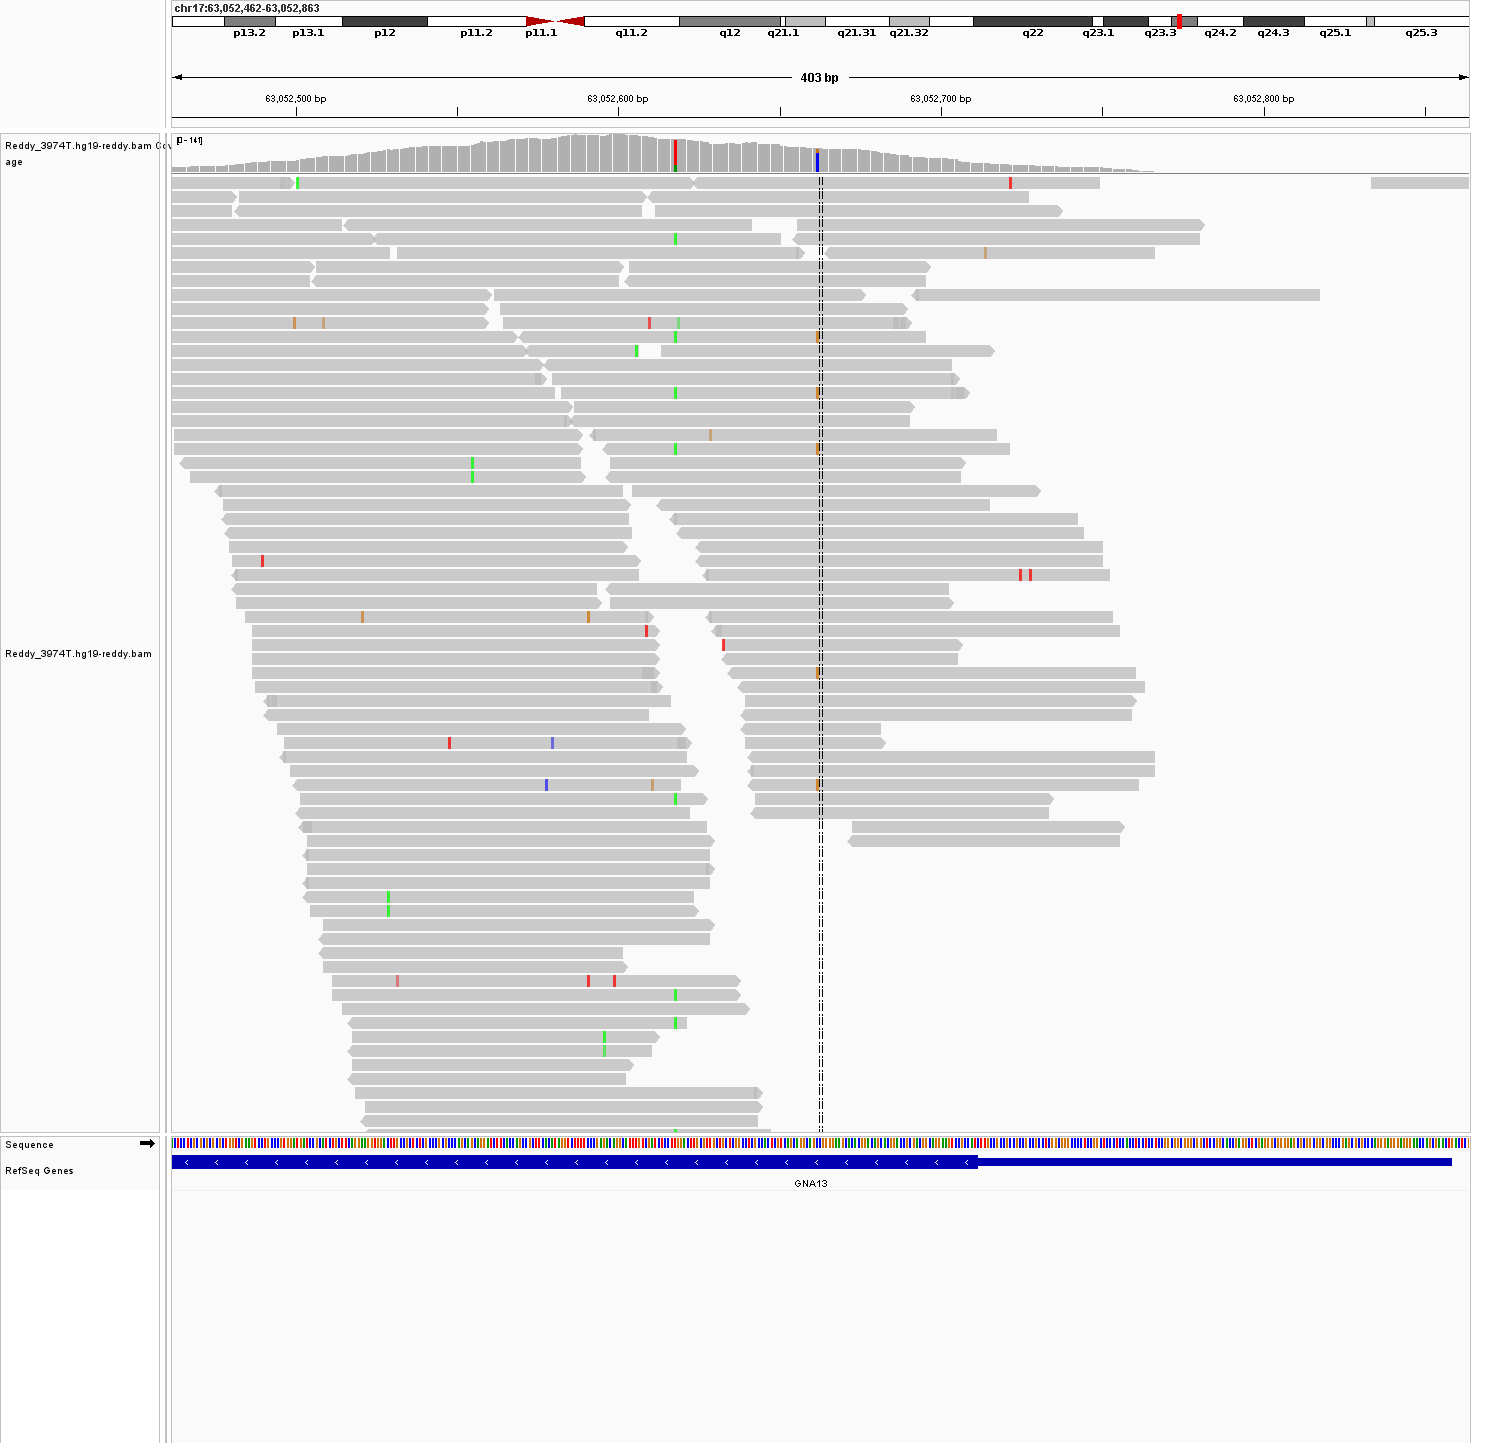 chr17:63,052,462-63,052,863
p13.2 p13.1 p12 p11.2 p11.1 q11.2 q12 q21.1 q21.31 q21.32 q22 q23.1 q23.3 q24.2 q24.3 q25.1 q25.3
403 bp
63,052,500 bp 63,052,600 bp 63,052,700 bp 63,052,800 bp
Reddy_3974T.hg19-reddy.bam Cov
age
[0 - 141]
Reddy_3974T.hg19-reddy.bam
Sequence
RefSeq Genes
GNA13